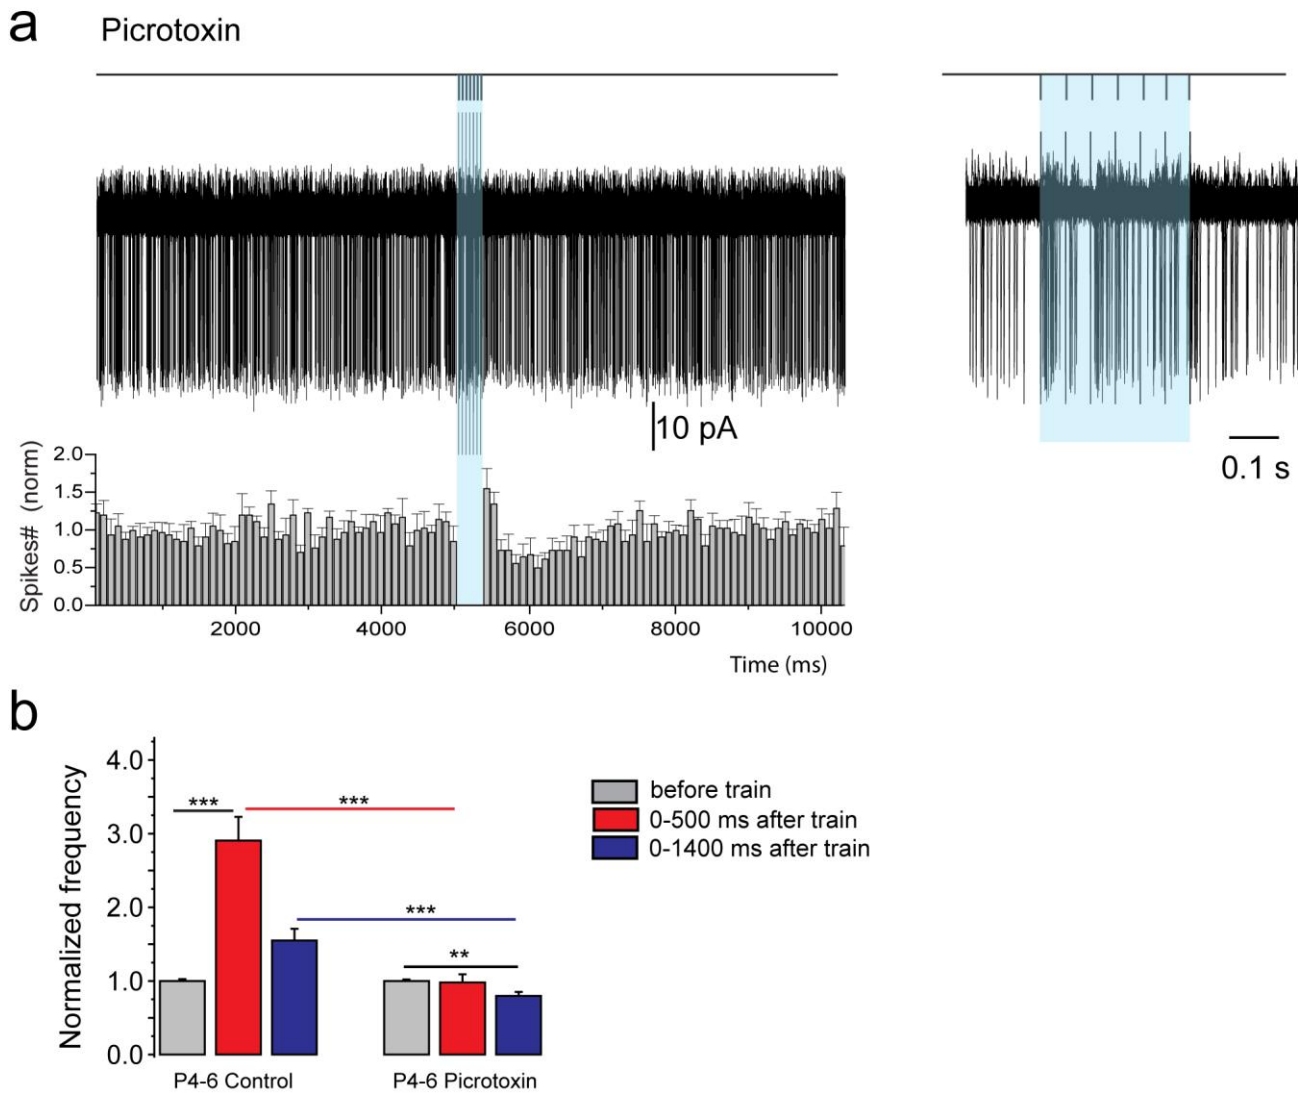 a
Picrotoxin
10 pA
0.1 s
Spikes# (norm)
2.0
1.5
1.0
0.5
0.0
2000 4000 6000 8000 10000
Time (ms)
b
Normalized frequency
4.0
3.0
2.0
1.0
0.0
***
***
***
**
before train
0-500 ms after train
0-1400 ms after train
P4-6 Control P4-6 Picrotoxin